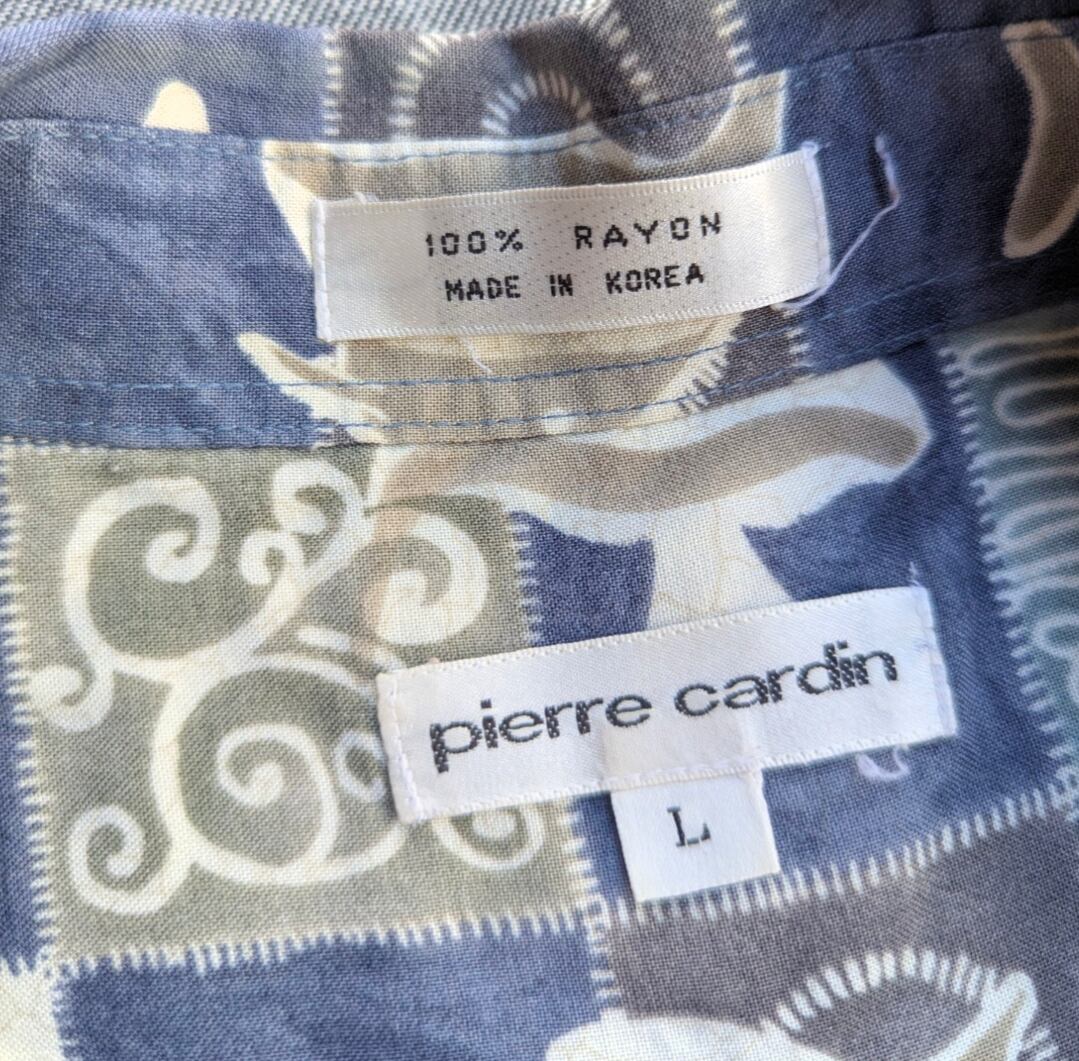 100% RAYON
MADE IN KOREA
pierre cardin
L